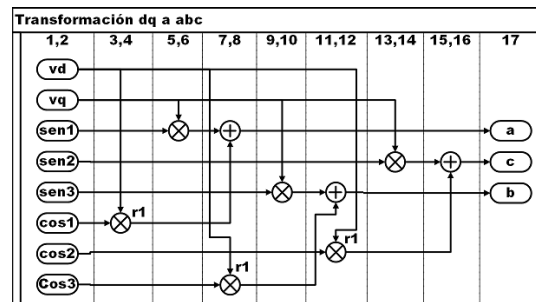 Transformación dq a abc
1,2 3,4 5,6 7,8 9,10 11,12 13,14 15,16 17
vd
vq
sen1 a
sen2 c
sen3 b
cos1 r1
cos2 r1
Cos3 r1